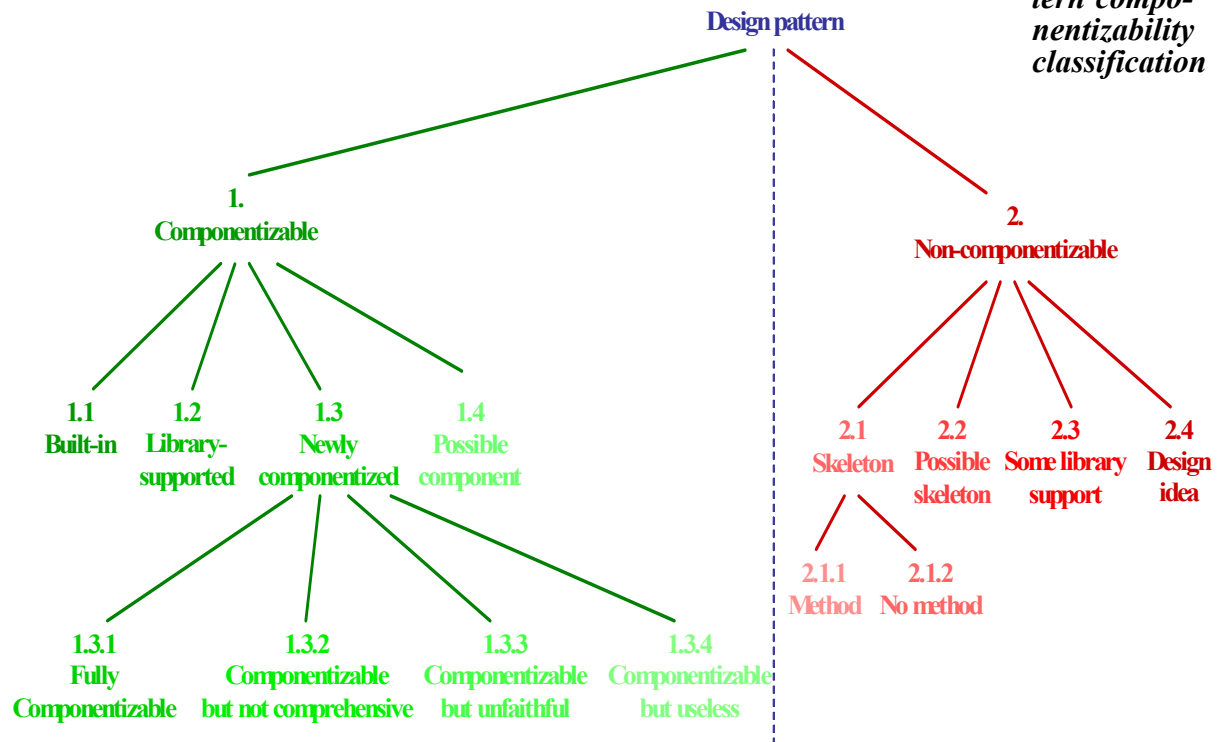 tern compo-
nentizability
classification
Design pattern
1.
Componentizable
2.
Non-componentizable
1.1
Built-in
1.2
Library-
supported
1.3
Newly
componentized
1.4
Possible
component
2.1
Skeleton
2.2
Possible
skeleton
2.3
Some library
support
2.4
Design
idea
2.1.1
Method
2.1.2
No method
1.3.1
Fully
Componentizable
1.3.2
Componentizable
but not comprehensive
1.3.3
Componentizable
but unfaithful
1.3.4
Componentizable
but useless